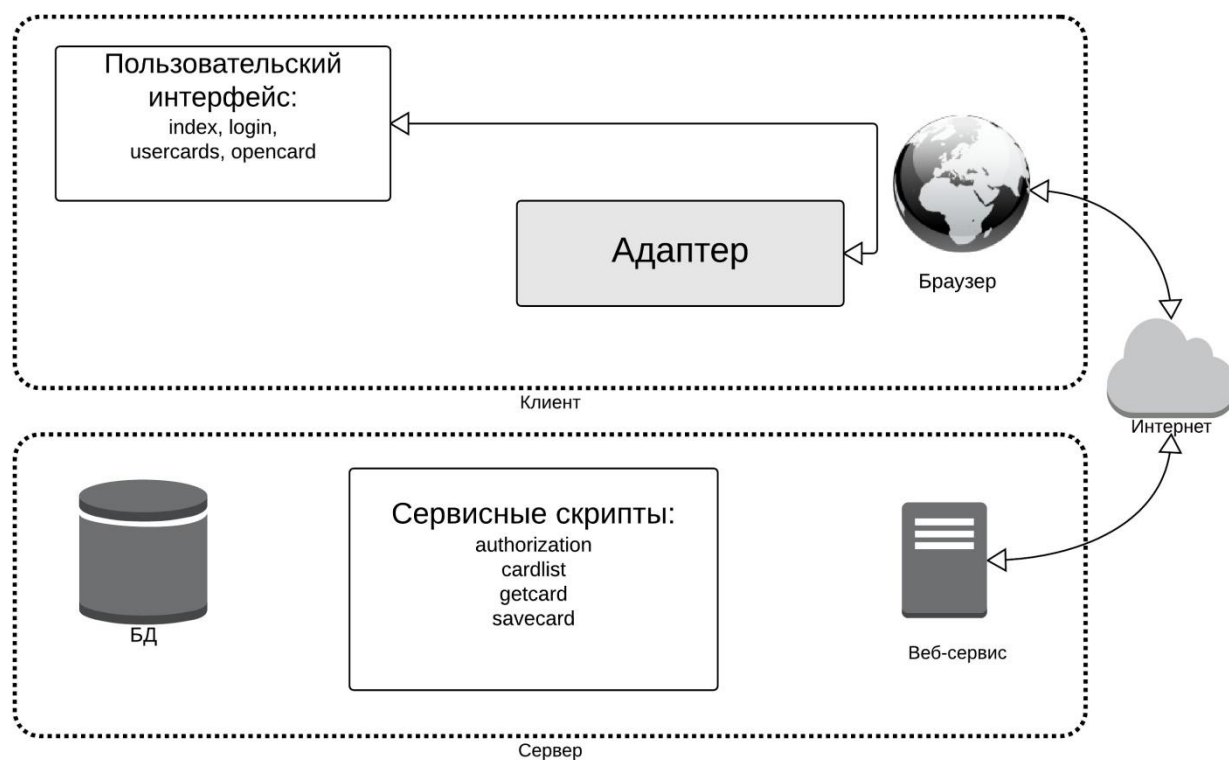 Пользовательский
интерфейс:
index, login,
usercards, opencard
Адаптер
Браузер
Клиент
Интернет
Сервисные скрипты:
authorization
cardlist
getcard
savecard
БД
Веб-сервис
Сервер